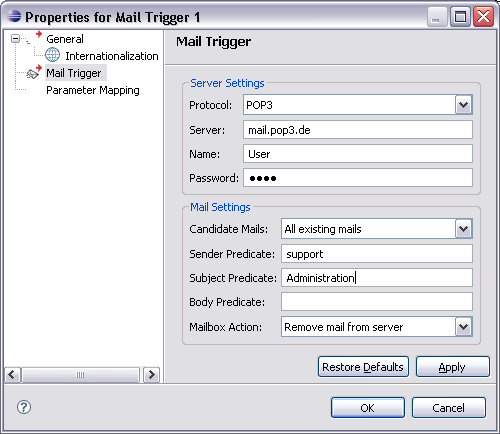 Properties for Mail Trigger 1
General
Internationalization
Mail Trigger
Parameter Mapping
Mail Trigger
Server Settings
Protocol: POP3
Server: mail.pop3.de
Name: User
Password: ●●●●
Mail Settings
Candidate Mails: All existing mails
Sender Predicate: support
Subject Predicate: Administration
Body Predicate:
Mailbox Action: Remove mail from server
Restore Defaults Apply
? OK Cancel